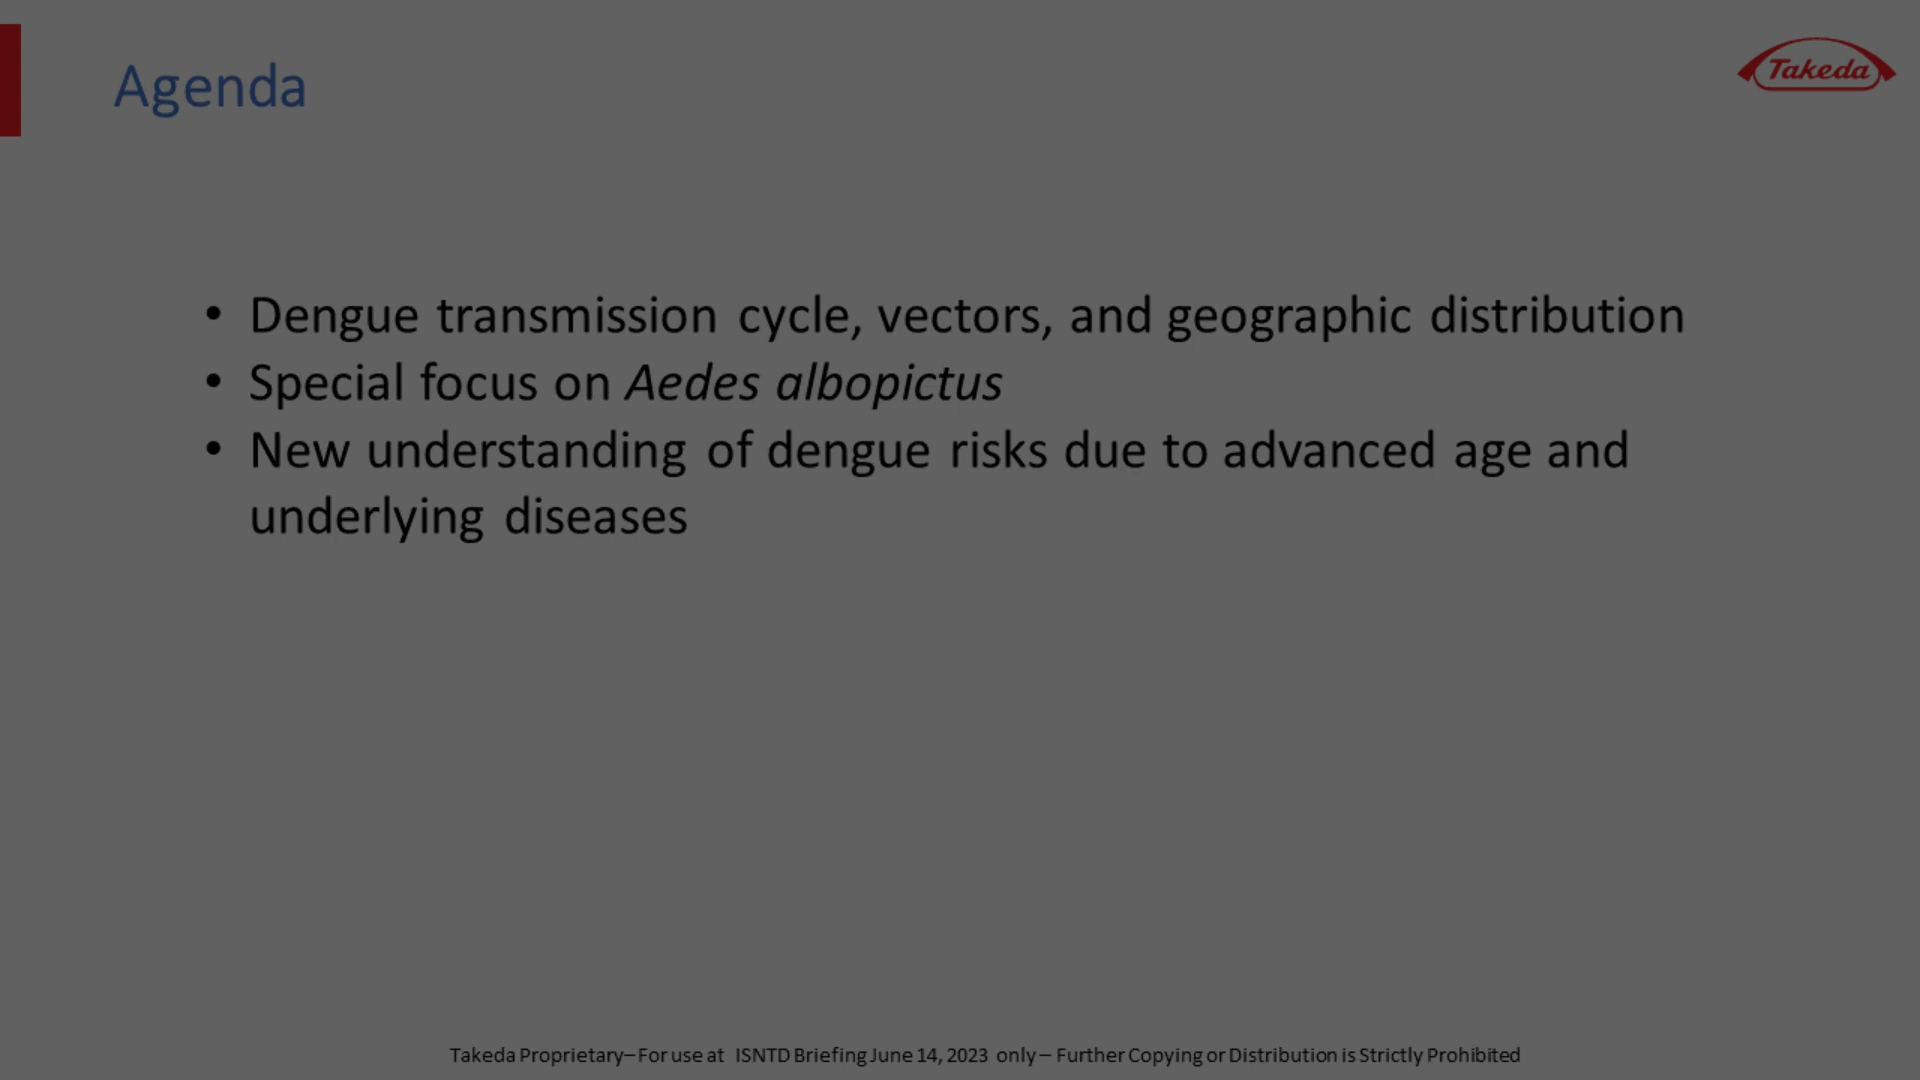 Agenda
Takeda
• Dengue transmission cycle, vectors, and geographic distribution
• Special focus on Aedes albopictus
• New understanding of dengue risks due to advanced age and
underlying diseases
Takeda Proprietary– For use at ISNTD Briefing June 14, 2023 only – Further Copying or Distribution is Strictly Prohibited